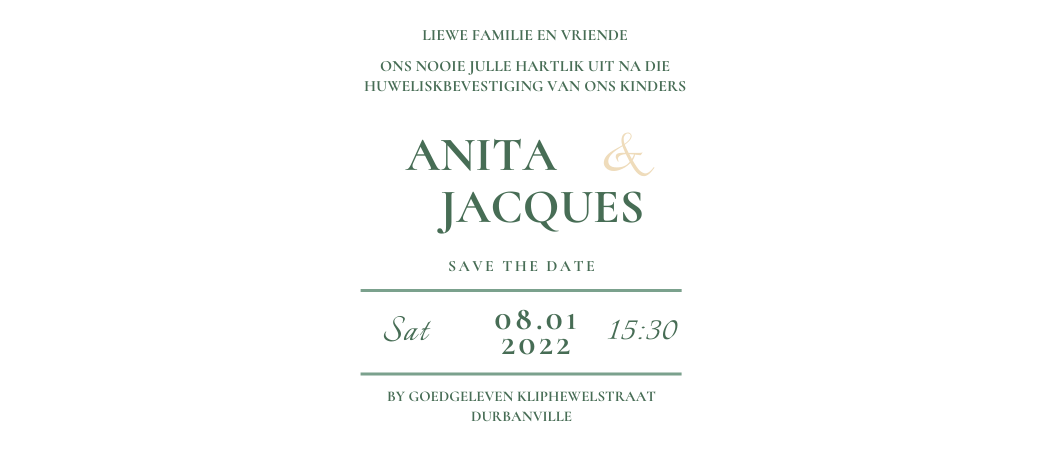 LIEWE FAMILIE EN VRIENDE
ONS NOOIE JULLE HARTLIK UIT NA DIE
HUWELISKBEVESTIGING VAN ONS KINDERS
ANITA &
JACQUES
SAVE THE DATE
Sat 08.01 2022 15:30
BY GOEDGELEVEN KLIPHEWELSTRAAT
DURBANVILLE